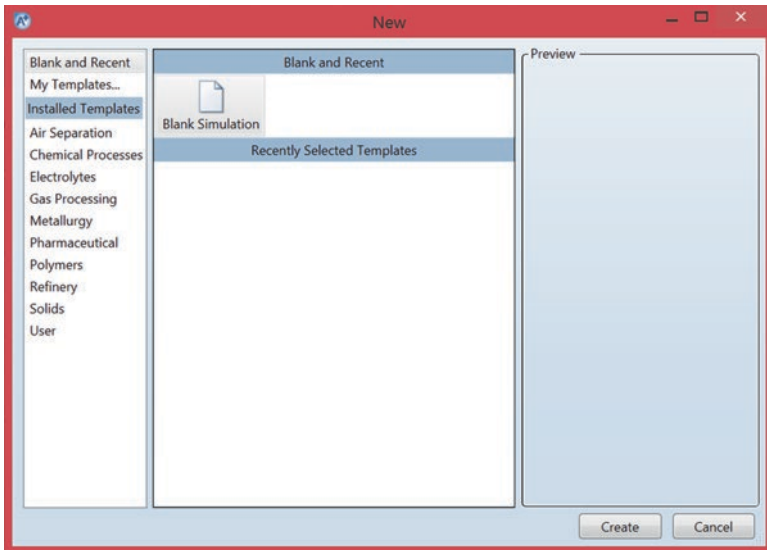 New
Blank and Recent
My Templates...
Installed Templates
Air Separation
Chemical Processes
Electrolytes
Gas Processing
Metallurgy
Pharmaceutical
Polymers
Refinery
Solids
User
Blank and Recent
Blank Simulation
Recently Selected Templates
Preview
Create
Cancel